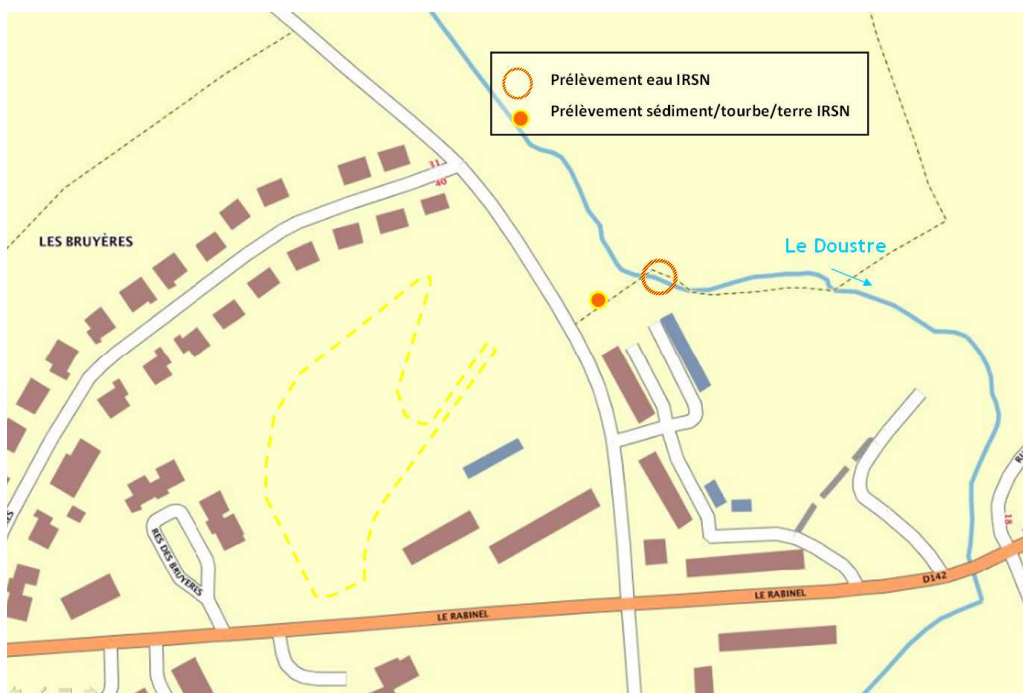 Prélèvement eau IRSN
Prélèvement sédiment/tourbe/terre IRSN
31
40
LES BRUYÈRES
Le Doustre
18
RES DES BRUYERES
D142
LE RABINEL
LE RABINEL